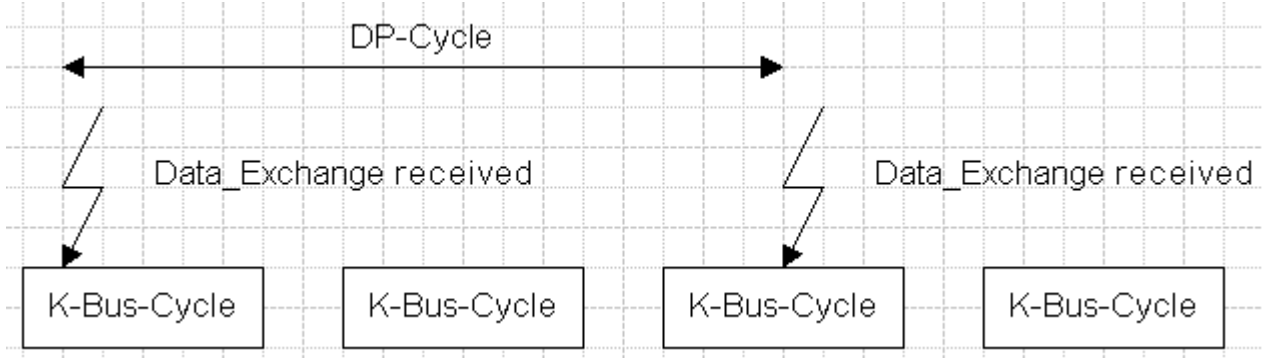 DP-Cycle
Data_Exchange received
Data_Exchange received
K-Bus-Cycle
K-Bus-Cycle
K-Bus-Cycle
K-Bus-Cycle